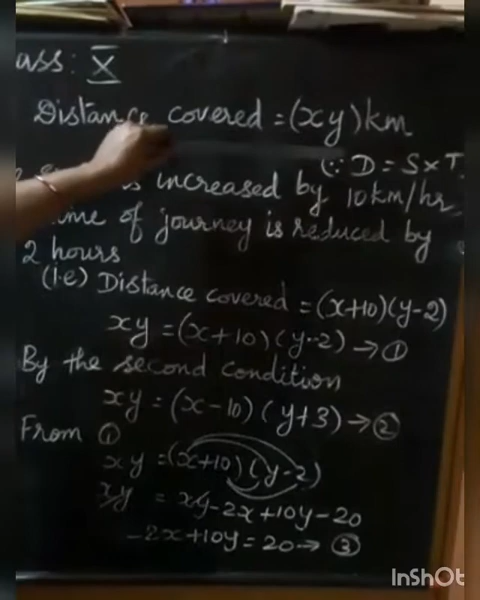 ass: X
Distance covered = (xy) km
(∵ D = S × T
is increased by 10 km/hr,
time of journey is reduced by
2 hours
(i.e) Distance covered = (x+10)(y-2)
xy = (x+10)(y-2) → ①
By the second condition
xy = (x-10)(y+3) → ②
From ①
xy = (x+10)(y-2)
xy = xy-2x+10y-20
-2x+10y = 20 → ③
InShOt